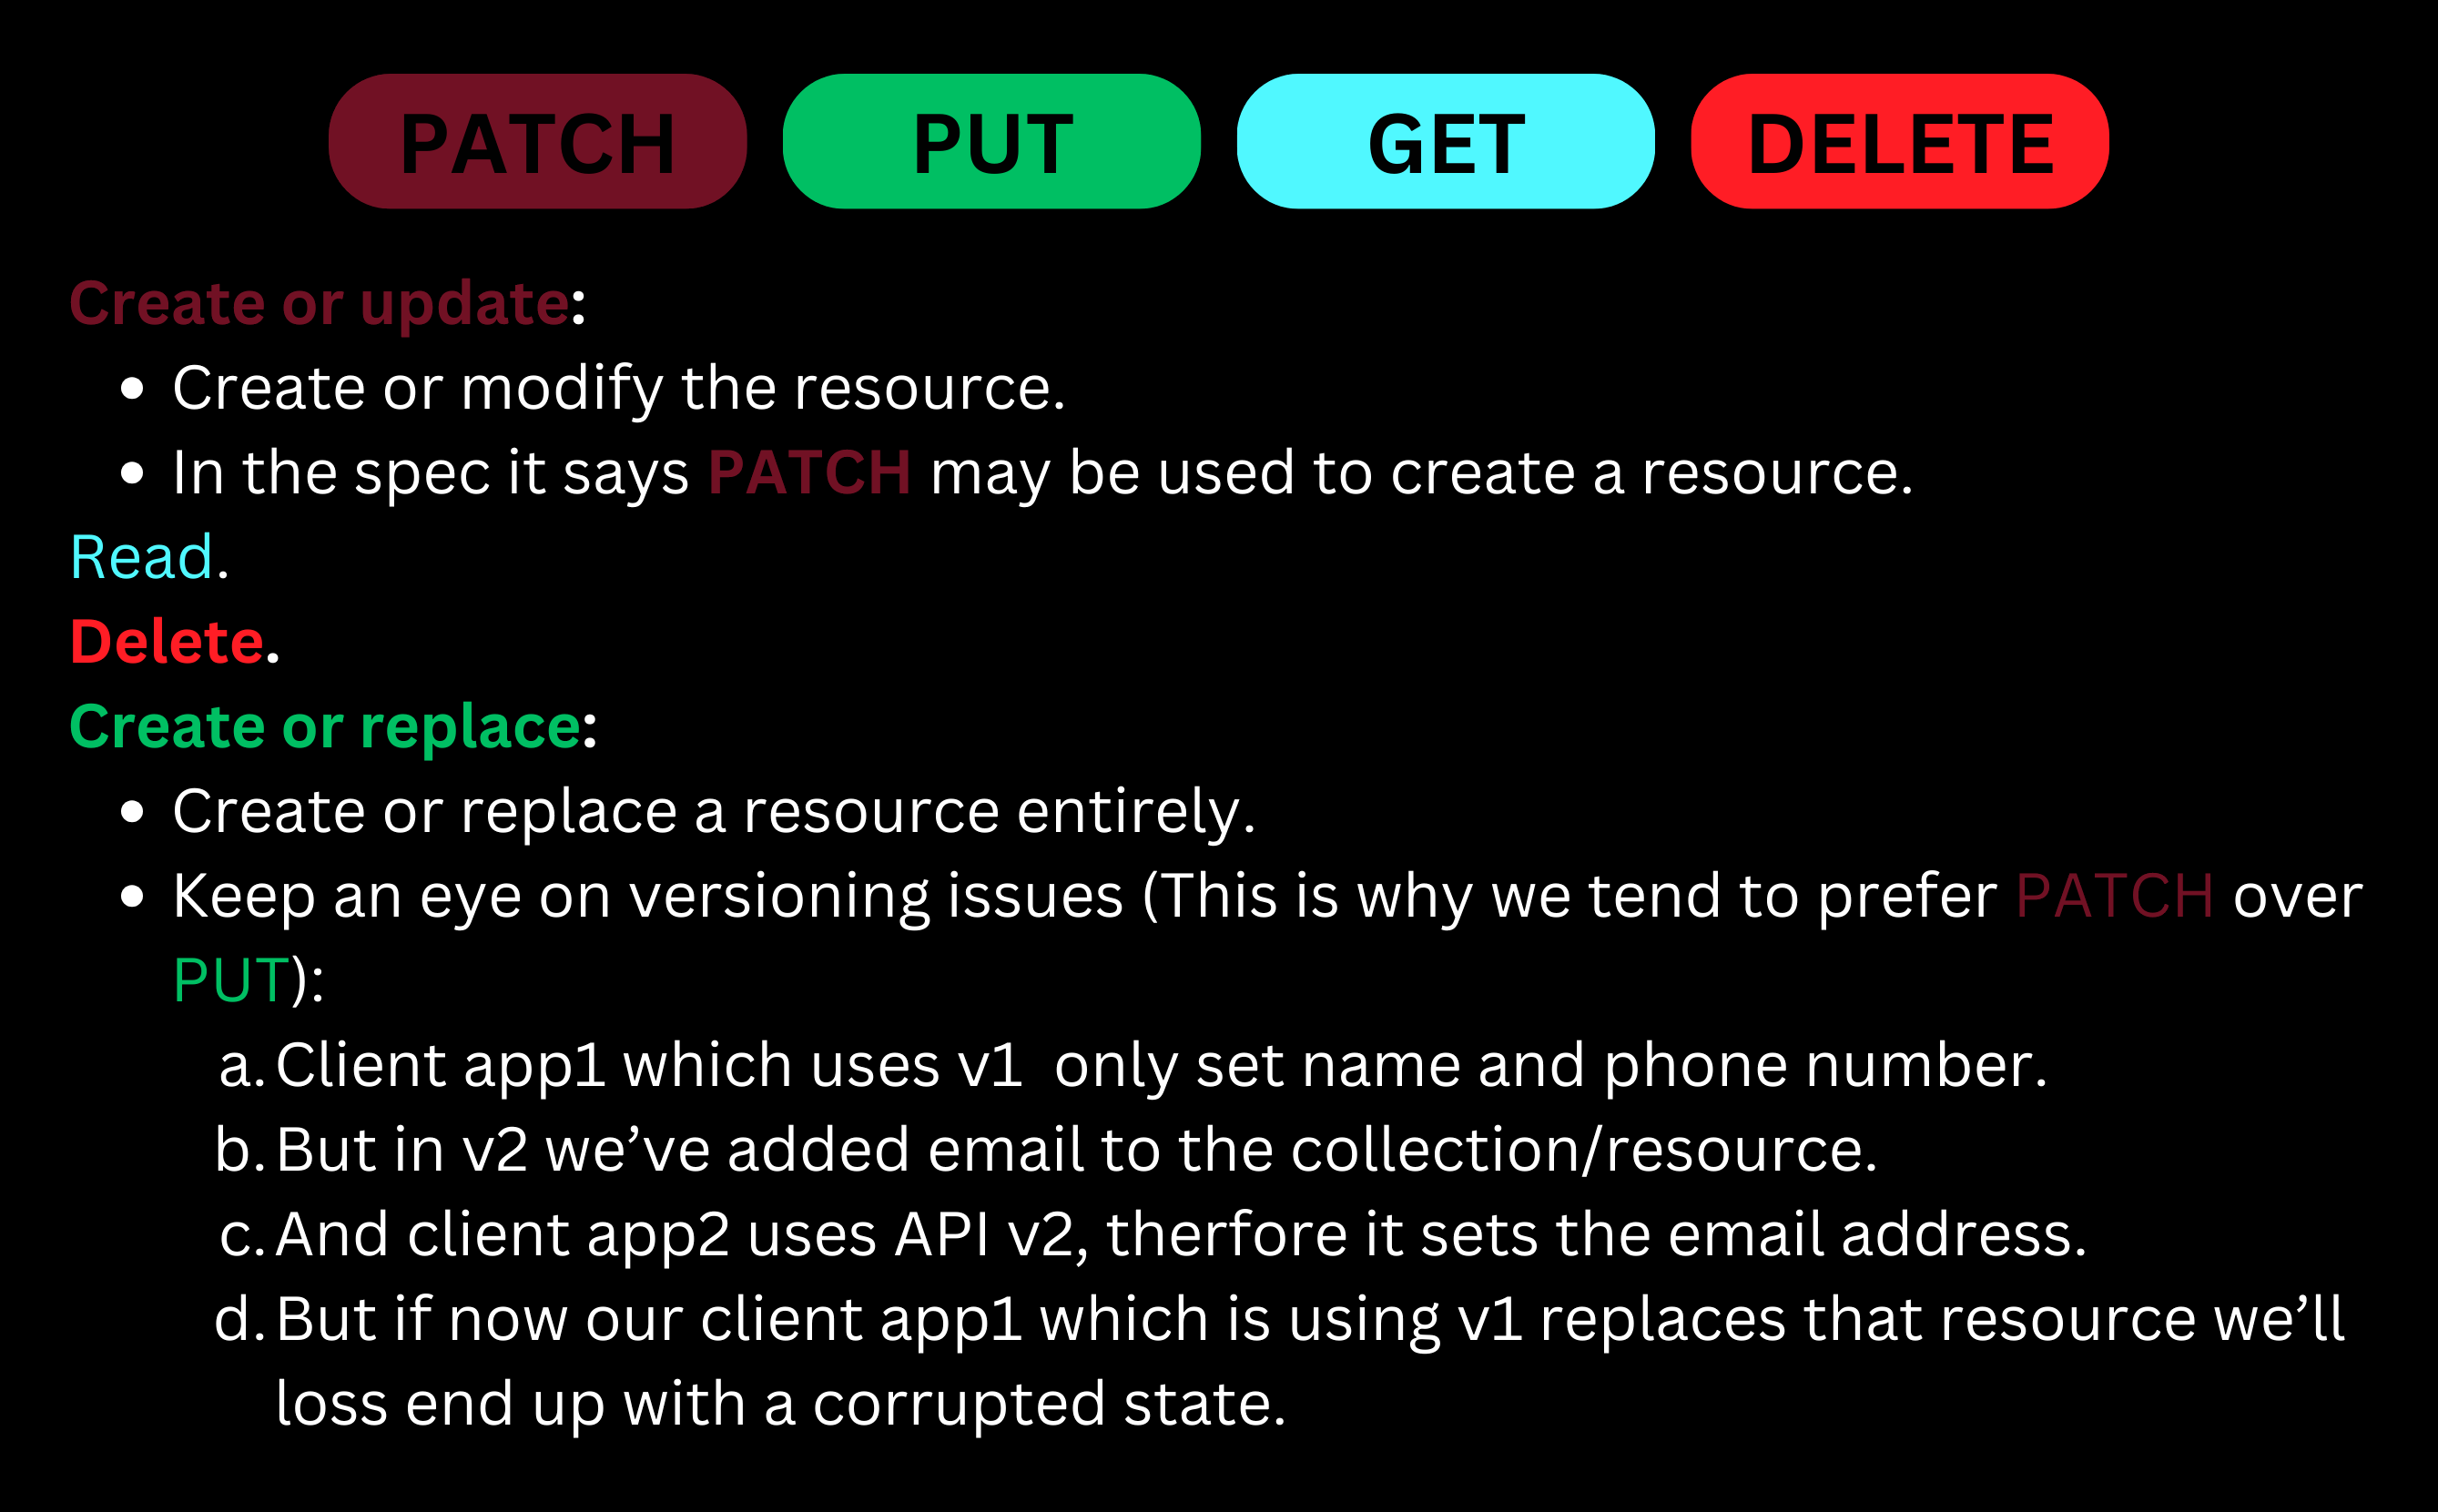 PATCH PUT GET DELETE
Create or update:
• Create or modify the resource.
• In the spec it says PATCH may be used to create a resource.
Read.
Delete.
Create or replace:
• Create or replace a resource entirely.
• Keep an eye on versioning issues (This is why we tend to prefer PATCH over
PUT):
a. Client app1 which uses v1 only set name and phone number.
b. But in v2 we’ve added email to the collection/resource.
c. And client app2 uses API v2, therfore it sets the email address.
d. But if now our client app1 which is using v1 replaces that resource we’ll
loss end up with a corrupted state.